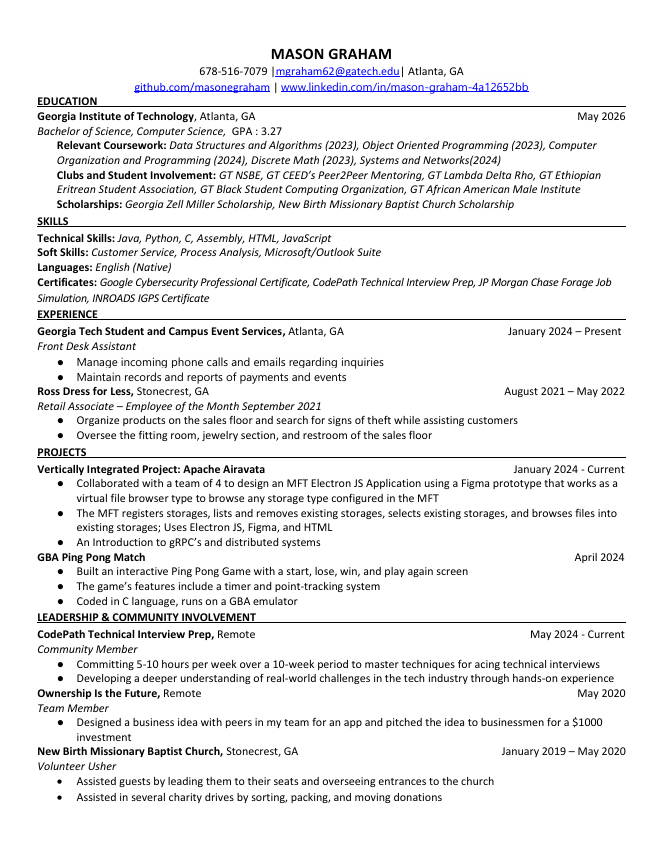 MASON GRAHAM
678-516-7079 |mgraham62@gatech.edu| Atlanta, GA
github.com/masonegraham | www.linkedin.com/in/mason-graham-4a12652bb
EDUCATION
Georgia Institute of Technology, Atlanta, GA May 2026
Bachelor of Science, Computer Science, GPA : 3.27
Relevant Coursework: Data Structures and Algorithms (2023), Object Oriented Programming (2023), Computer
Organization and Programming (2024), Discrete Math (2023), Systems and Networks(2024)
Clubs and Student Involvement: GT NSBE, GT CEED’s Peer2Peer Mentoring, GT Lambda Delta Rho, GT Ethiopian
Eritrean Student Association, GT Black Student Computing Organization, GT African American Male Institute
Scholarships: Georgia Zell Miller Scholarship, New Birth Missionary Baptist Church Scholarship
SKILLS
Technical Skills: Java, Python, C, Assembly, HTML, JavaScript
Soft Skills: Customer Service, Process Analysis, Microsoft/Outlook Suite
Languages: English (Native)
Certificates: Google Cybersecurity Professional Certificate, CodePath Technical Interview Prep, JP Morgan Chase Forage Job
Simulation, INROADS IGPS Certificate
EXPERIENCE
Georgia Tech Student and Campus Event Services, Atlanta, GA January 2024 – Present
Front Desk Assistant
● Manage incoming phone calls and emails regarding inquiries
● Maintain records and reports of payments and events
Ross Dress for Less, Stonecrest, GA August 2021 – May 2022
Retail Associate – Employee of the Month September 2021
● Organize products on the sales floor and search for signs of theft while assisting customers
● Oversee the fitting room, jewelry section, and restroom of the sales floor
PROJECTS
Vertically Integrated Project: Apache Airavata January 2024 - Current
● Collaborated with a team of 4 to design an MFT Electron JS Application using a Figma prototype that works as a
virtual file browser type to browse any storage type configured in the MFT
● The MFT registers storages, lists and removes existing storages, selects existing storages, and browses files into
existing storages; Uses Electron JS, Figma, and HTML
● An Introduction to gRPC’s and distributed systems
GBA Ping Pong Match April 2024
● Built an interactive Ping Pong Game with a start, lose, win, and play again screen
● The game’s features include a timer and point-tracking system
● Coded in C language, runs on a GBA emulator
LEADERSHIP & COMMUNITY INVOLVEMENT
CodePath Technical Interview Prep, Remote May 2024 - Current
Community Member
● Committing 5-10 hours per week over a 10-week period to master techniques for acing technical interviews
● Developing a deeper understanding of real-world challenges in the tech industry through hands-on experience
Ownership Is the Future, Remote May 2020
Team Member
● Designed a business idea with peers in my team for an app and pitched the idea to businessmen for a $1000
investment
New Birth Missionary Baptist Church, Stonecrest, GA January 2019 – May 2020
Volunteer Usher
● Assisted guests by leading them to their seats and overseeing entrances to the church
● Assisted in several charity drives by sorting, packing, and moving donations